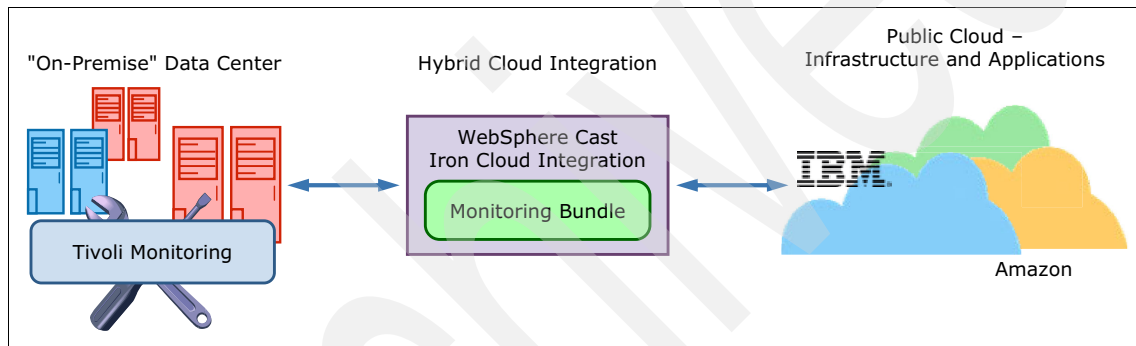 "On-Premise" Data Center
Tivoli Monitoring
Hybrid Cloud Integration
WebSphere Cast
Iron Cloud Integration
Monitoring Bundle
Public Cloud –
Infrastructure and Applications
IBM®
Amazon